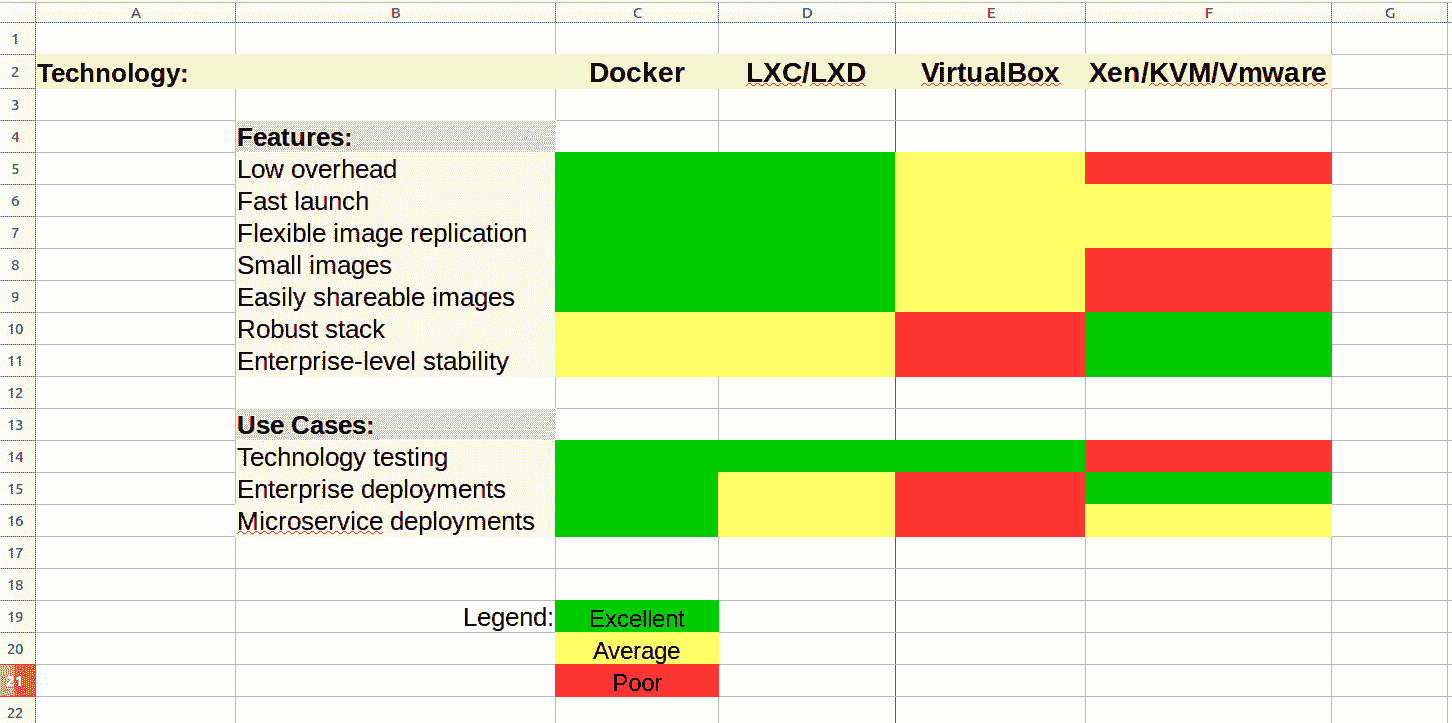 A B C D E F G
1
2 Technology: Docker LXC/LXD VirtualBox Xen/KVM/Vmware
3
4 Features:
5 Low overhead
6 Fast launch
7 Flexible image replication
8 Small images
9 Easily shareable images
10 Robust stack
11 Enterprise-level stability
12
13 Use Cases:
14 Technology testing
15 Enterprise deployments
16 Microservice deployments
17
18
19 Legend: Excellent
20 Average
21 Poor
22